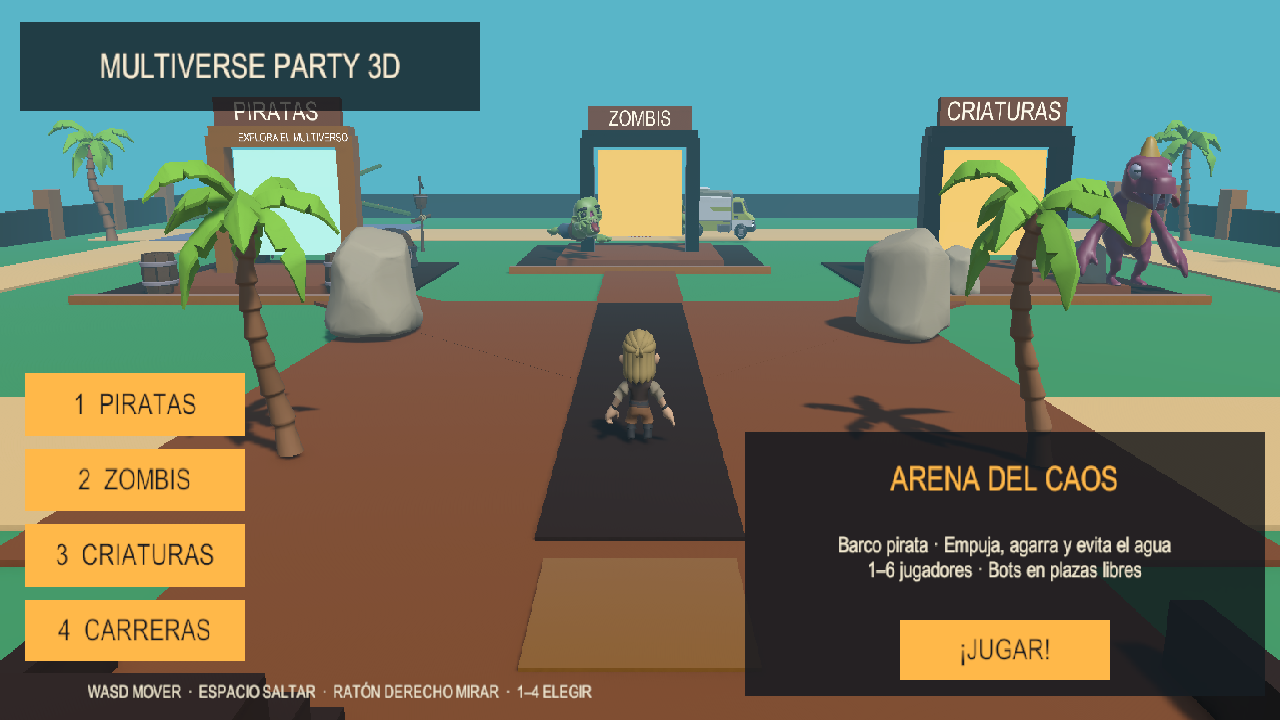 MULTIVERSE PARTY 3D
PIRATAS
EXPLORA EL MULTIVERSO
ZOMBIS
CRIATURAS
1 PIRATAS
2 ZOMBIS
3 CRIATURAS
4 CARRERAS
ARENA DEL CAOS
Barco pirata · Empuja, agarra y evita el agua
1–6 jugadores · Bots en plazas libres
¡JUGAR!
WASD MOVER · ESPACIO SALTAR · RATÓN DERECHO MIRAR · 1–4 ELEGIR